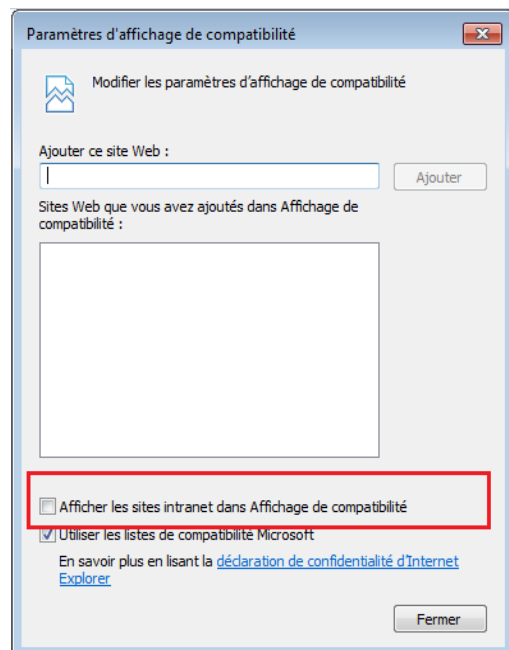 Paramètres d'affichage de compatibilité
Modifier les paramètres d'affichage de compatibilité
Ajouter ce site Web :
Ajouter
Sites Web que vous avez ajoutés dans Affichage de
compatibilité :
Afficher les sites intranet dans Affichage de compatibilité
Utiliser les listes de compatibilité Microsoft
En savoir plus en lisant la déclaration de confidentialité d'Internet
Explorer
Fermer